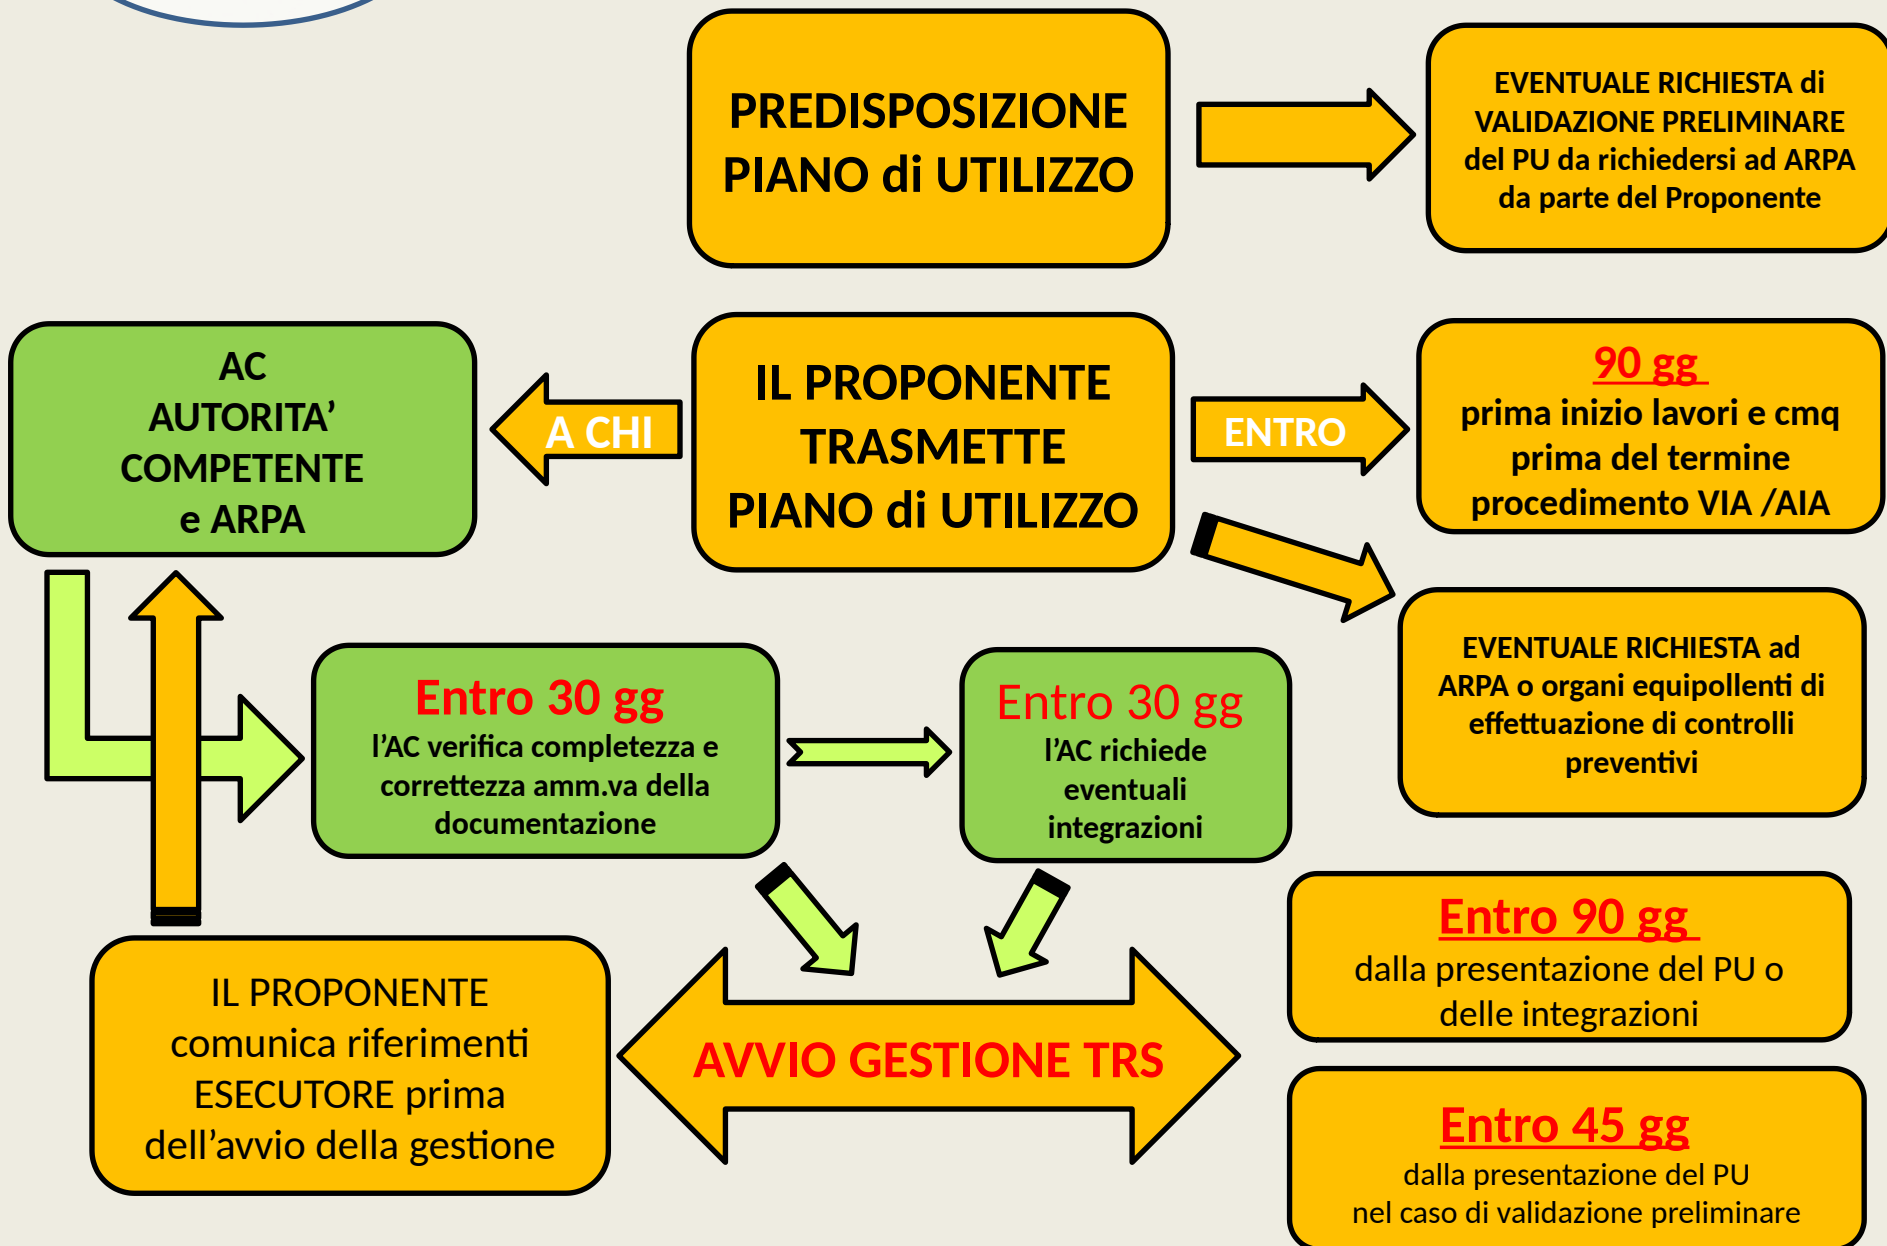 PREDISPOSIZIONE
PIANO di UTILIZZO
EVENTUALE RICHIESTA di
VALIDAZIONE PRELIMINARE
del PU da richiedersi ad ARPA
da parte del Proponente
AC
AUTORITA’
COMPETENTE
e ARPA
A CHI
IL PROPONENTE
TRASMETTE
PIANO di UTILIZZO
ENTRO
90 gg
prima inizio lavori e cmq
prima del termine
procedimento VIA /AIA
EVENTUALE RICHIESTA ad
ARPA o organi equipollenti di
effettuazione di controlli
preventivi
Entro 30 gg
l’AC verifica completezza e
correttezza amm.va della
documentazione
Entro 30 gg
l’AC richiede
eventuali
integrazioni
IL PROPONENTE
comunica riferimenti
ESECUTORE prima
dell’avvio della gestione
AVVIO GESTIONE TRS
Entro 90 gg
dalla presentazione del PU o
delle integrazioni
Entro 45 gg
dalla presentazione del PU
nel caso di validazione preliminare